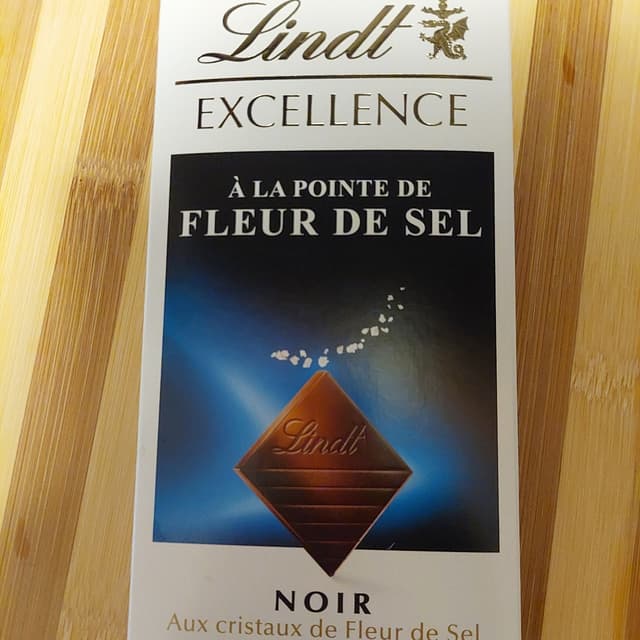 Lindt
EXCELLENCE
À LA POINTE DE
FLEUR DE SEL
Lindt
NOIR
Aux cristaux de Fleur de Sel